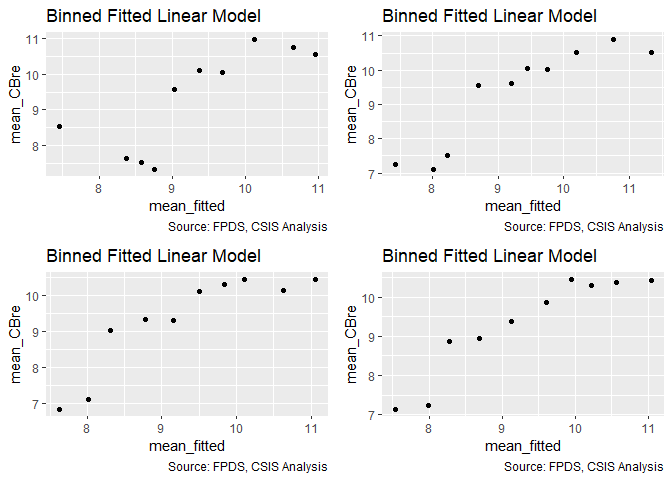 Binned Fitted Linear Model
mean_CBre
11
10
9
8
8
9
10
11
mean_fitted
Source: FPDS, CSIS Analysis
Binned Fitted Linear Model
mean_CBre
11
10
9
8
7
8
9
10
11
mean_fitted
Source: FPDS, CSIS Analysis
Binned Fitted Linear Model
mean_CBre
10
9
8
7
8
9
10
11
mean_fitted
Source: FPDS, CSIS Analysis
Binned Fitted Linear Model
mean_CBre
10
9
8
7
8
9
10
11
mean_fitted
Source: FPDS, CSIS Analysis